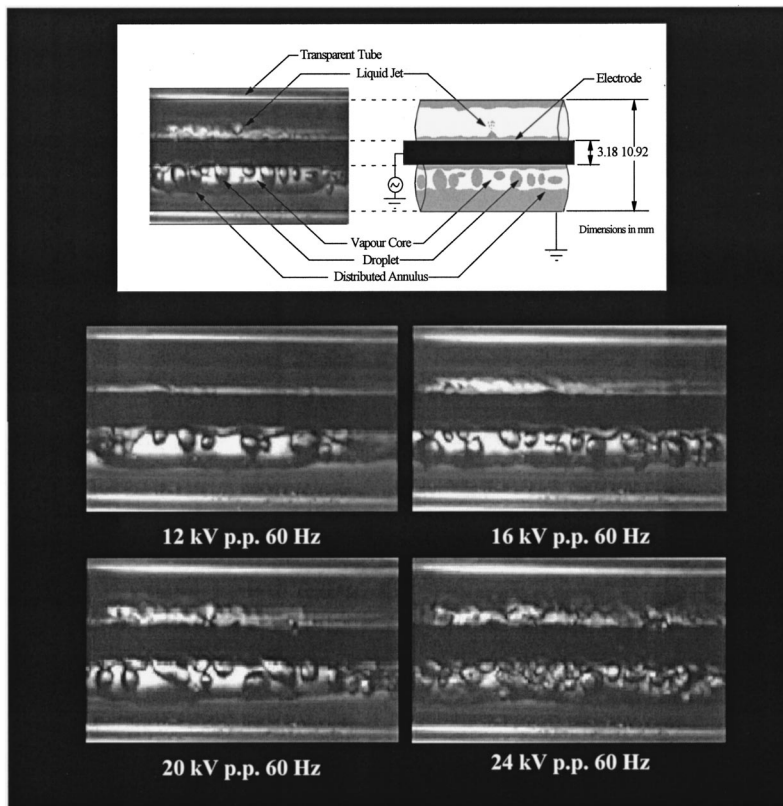 Transparent Tube
Liquid Jet
Electrode
3.18 10.92
Vapour Core
Droplet
Distributed Annulus
Dimensions in mm
12 kV p.p. 60 Hz
16 kV p.p. 60 Hz
20 kV p.p. 60 Hz
24 kV p.p. 60 Hz